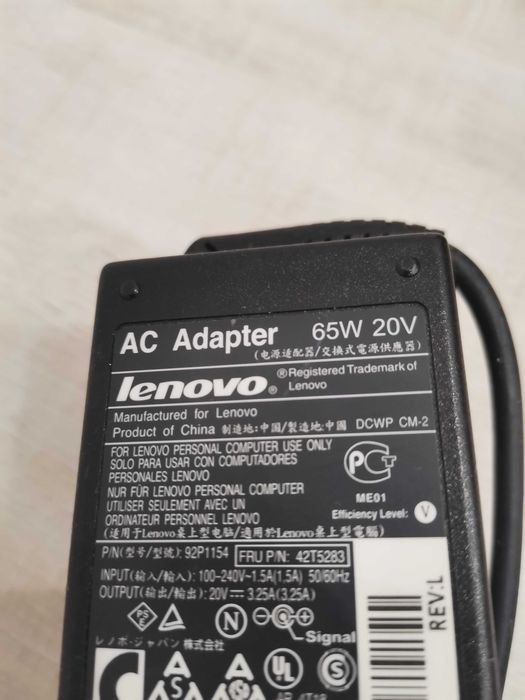 AC Adapter 65W 20V
(电源适配器/交换式電源供應器)
lenovo® ®Registered Trademark of
Lenovo
Manufactured for Lenovo
Product of China 制造地:中国/製造地:中國 DCWP CM-2
FOR LENOVO PERSONAL COMPUTER USE ONLY
SOLO PARA USAR CON COMPUTADORES
PERSONALES LENOVO
NUR FÜR LENOVO PERSONAL COMPUTER
UTILISER SEULEMENT AVEC UN
ORDINATEUR PERSONNEL LENOVO
(适用于Lenovo桌上型电脑/適用於Lenovo桌上型電腦)
PCT
ME01
Efficiency Level: V
P/N(型号/型號): 92P1154 FRU P/N: 42T5283
INPUT(输入/輸入): 100-240V~1.5A(1.5A) 50/60Hz
OUTPUT(输出/輸出): 20V 3.25A(3.25A)
PS
E
N
Signal
レノボ・ジャパン株式会社
UL
S
REV:L